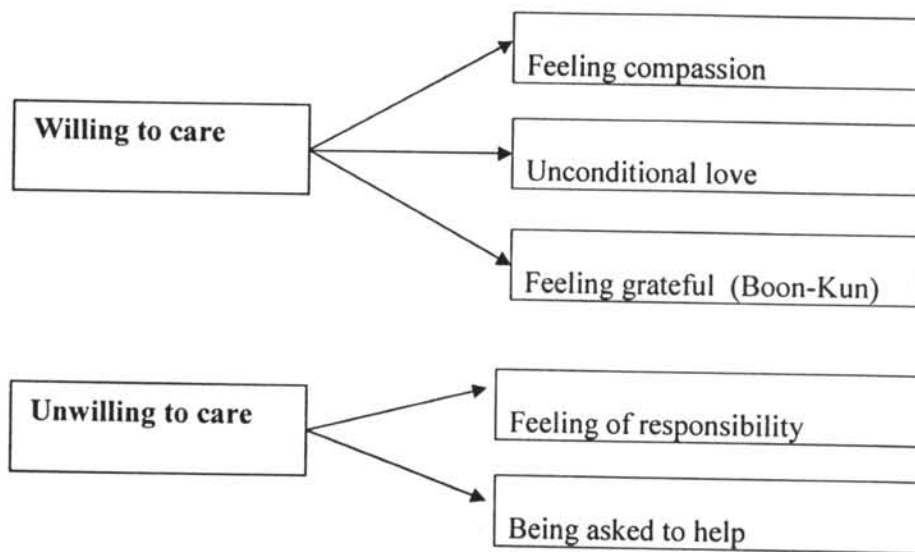 Willing to care
Feeling compassion
Unconditional love
Feeling grateful (Boon-Kun)
Unwilling to care
Feeling of responsibility
Being asked to help